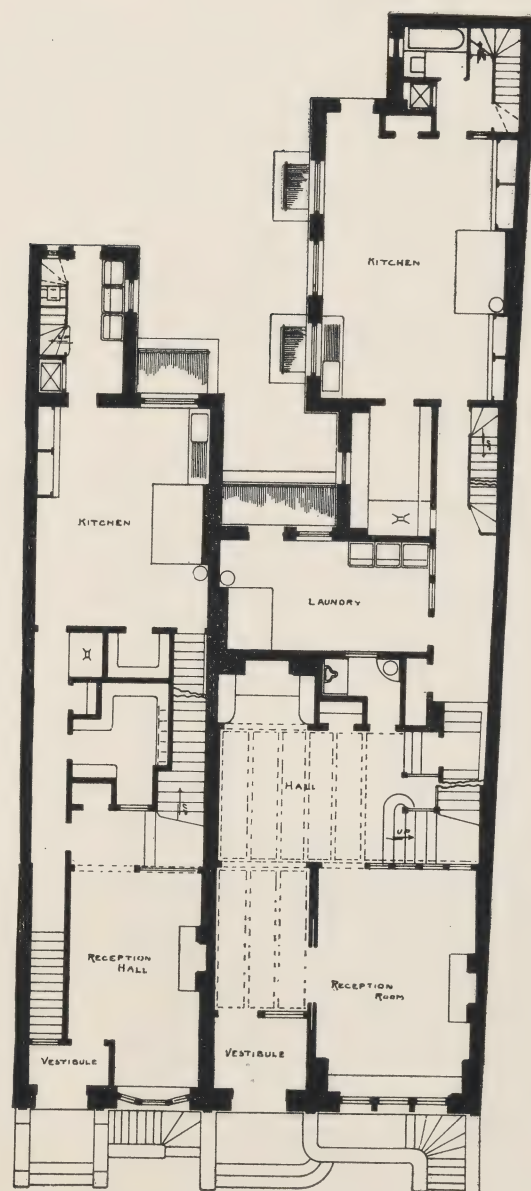 KITCHEN
KITCHEN
LAUNDRY
HALL
UP
RECEPTION
HALL
RECEPTION
ROOM
VESTIBULE
VESTIBULE